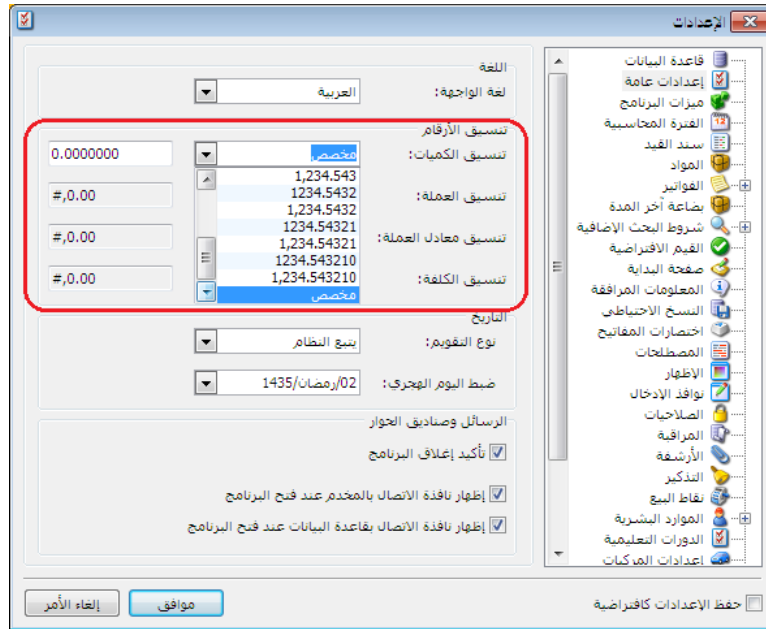 الإعدادات
قاعدة البيانات
إعدادات عامة
ميزات البرنامج
الفترة المحاسبية
سند القيد
المواد
الفواتير
بضاعة آخر المدة
شروط البحث الإضافية
القيم الافتراضية
صفحة البداية
المعلومات المرافقة
النسخ الاحتياطي
اختصارات المفاتيح
المصطلحات
الإظهار
نوافذ الإدخال
الصلاحيات
المراقبة
الأرشفة
التذكير
نقاط البيع
الموارد البشرية
الدورات التعليمية
إعدادات المركبات
اللغة
لغة الواجهة: العربية
تنسيق الأرقام
تنسيق الكميات: مخصص 0.0000000
1,234.543
1234.5432
1,234.5432
1234.54321
1,234.54321
1234.543210
1,234.543210
مخصص
تنسيق العملة: #,0.00
تنسيق معادل العملة: #,0.00
تنسيق الكلفة: #,0.00
التاريخ
نوع التقويم: يتبع النظام
ضبط اليوم الهجري: 02/رمضان/1435
الرسائل وصناديق الحوار
تأكيد إغلاق البرنامج
إظهار نافذة الاتصال بالمخدم عند فتح البرنامج
إظهار نافذة الاتصال بقاعدة البيانات عند فتح البرنامج
حفظ الإعدادات كافتراضية
موافق
إلغاء الأمر